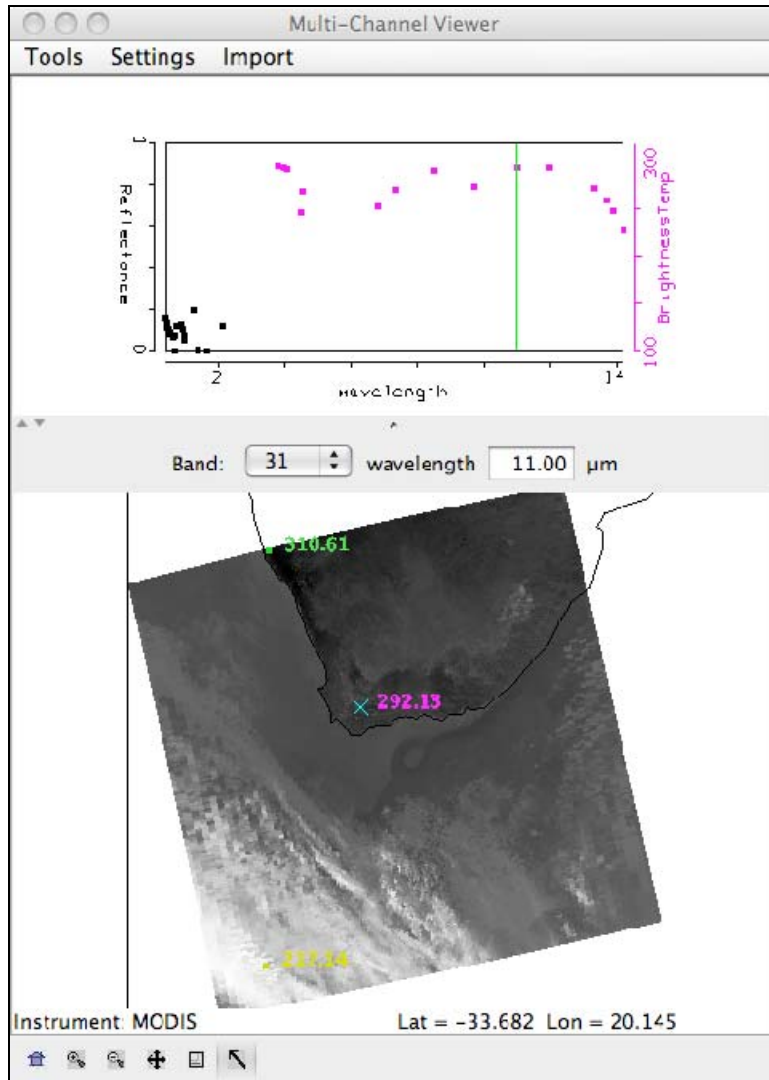 Multi-Channel Viewer
Tools Settings Import
1
Reflectance
0
300
BrightnessTemp
100
2
14
wavelength
Band: 31 wavelength 11.00 µm
310.61
292.13
Instrument: MODIS
Lat = -33.682 Lon = 20.145